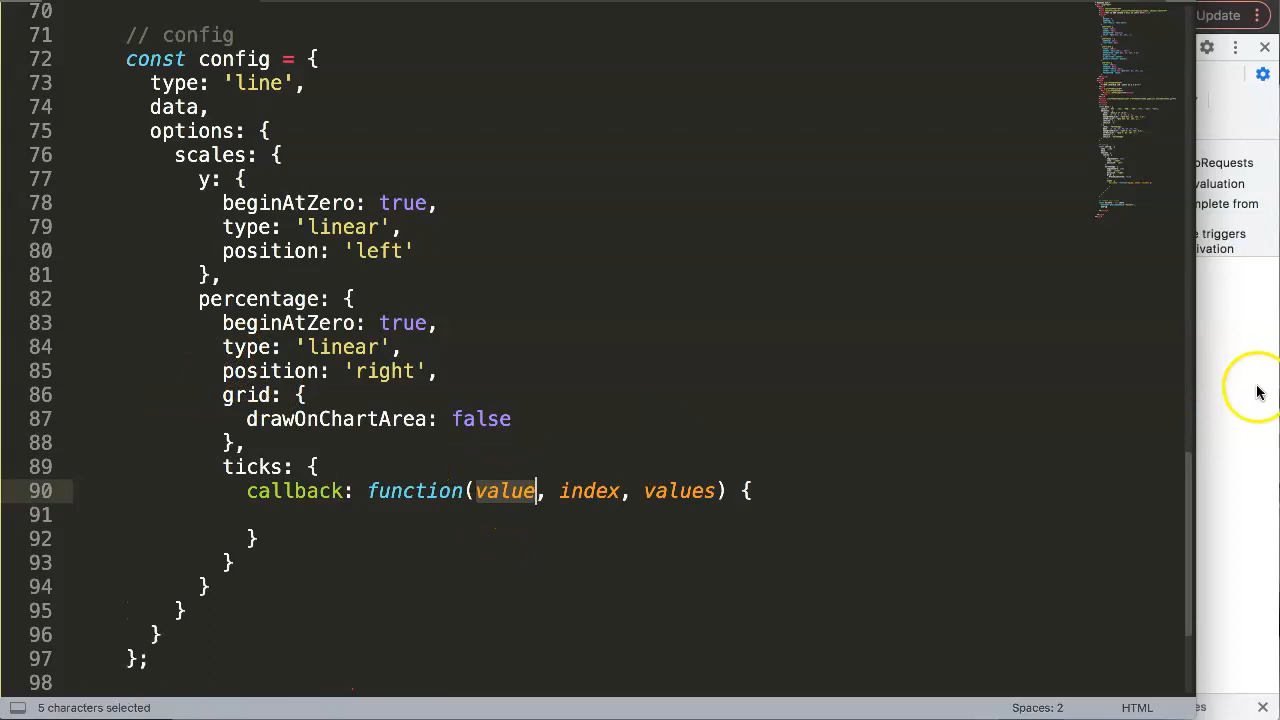 70
71 // config
72 const config = {
73 type: 'line',
74 data,
75 options: {
76 scales: {
77 y: {
78 beginAtZero: true,
79 type: 'linear',
80 position: 'left'
81 },
82 percentage: {
83 beginAtZero: true,
84 type: 'linear',
85 position: 'right',
86 grid: {
87 drawOnChartArea: false
88 },
89 ticks: {
90 callback: function(value, index, values) {
91
92 }
93 }
94 }
95 }
96 }
97 };
98
5 characters selected
Spaces: 2
HTML
Update
Requests
valuation
mplete from
e triggers
ivation
es